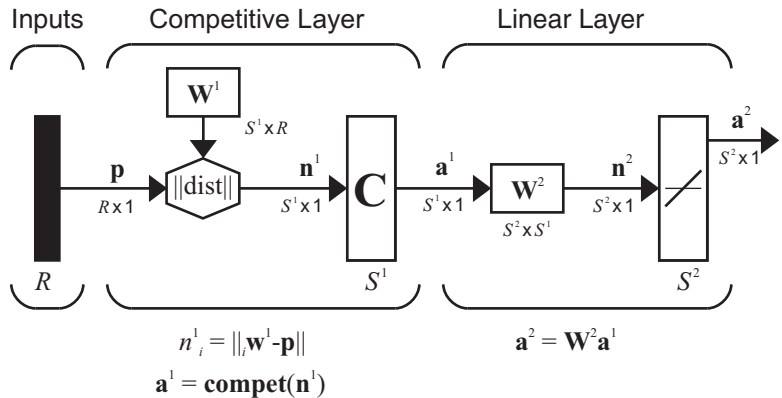 Inputs Competitive Layer Linear Layer
W¹
S¹ x R
p
R x 1
||dist||
n¹
S¹ x 1
C
a¹
S¹ x 1
W²
S² x S¹
n²
S² x 1
a²
S² x 1
R
S¹
S²
n¹ᵢ = ||ᵢw¹-p||
a¹ = compet(n¹)
a² = W²a¹